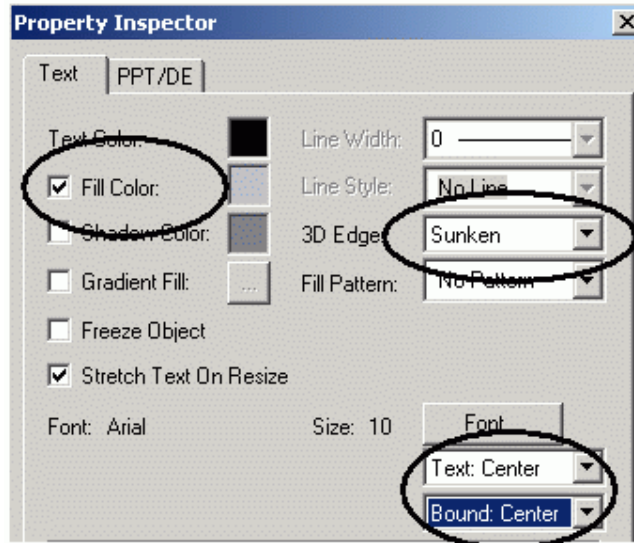 Property Inspector
Text PPT/DE
Text Color: Line Width: 0
Fill Color: Line Style: No Line
Shadow Color: 3D Edge: Sunken
Gradient Fill: ... Fill Pattern: No Pattern
Freeze Object
Stretch Text On Resize
Font: Arial Size: 10 Font
Text: Center
Bound: Center